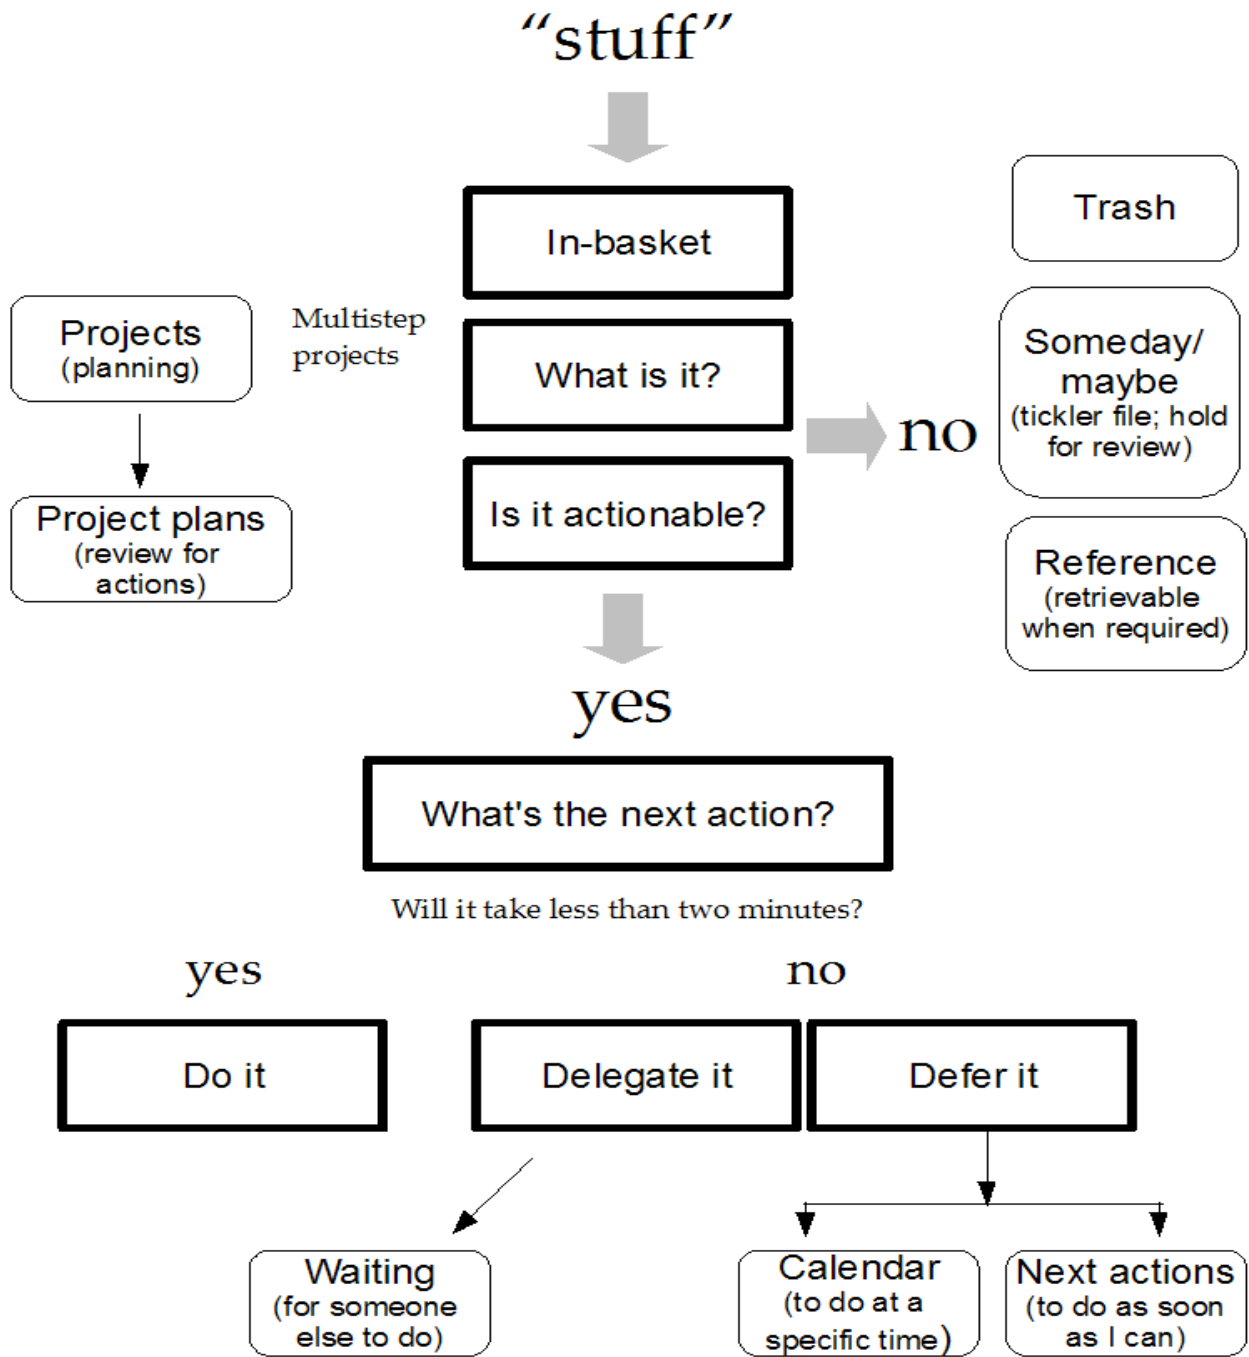 “stuff”
In-basket
Trash
Projects
(planning)
Multistep
projects
What is it?
Someday/
maybe
(tickler file; hold
for review)
no
Project plans
(review for
actions)
Is it actionable?
Reference
(retrievable
when required)
yes
What's the next action?
Will it take less than two minutes?
yes
no
Do it
Delegate it
Defer it
Waiting
(for someone
else to do)
Calendar
(to do at a
specific time)
Next actions
(to do as soon
as I can)